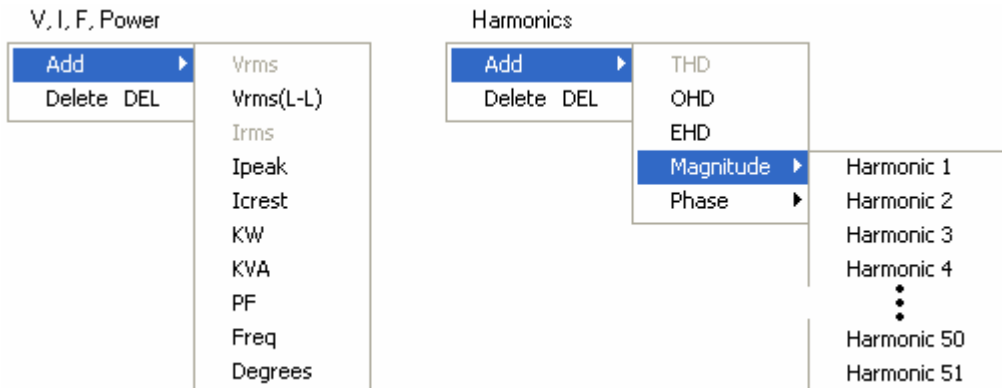 V, I, F, Power
Add
Delete DEL
Vrms
Vrms(L-L)
Irms
Ipeak
Icrest
KW
KVA
PF
Freq
Degrees
Harmonics
Add
Delete DEL
THD
OHD
EHD
Magnitude
Phase
Harmonic 1
Harmonic 2
Harmonic 3
Harmonic 4
Harmonic 50
Harmonic 51